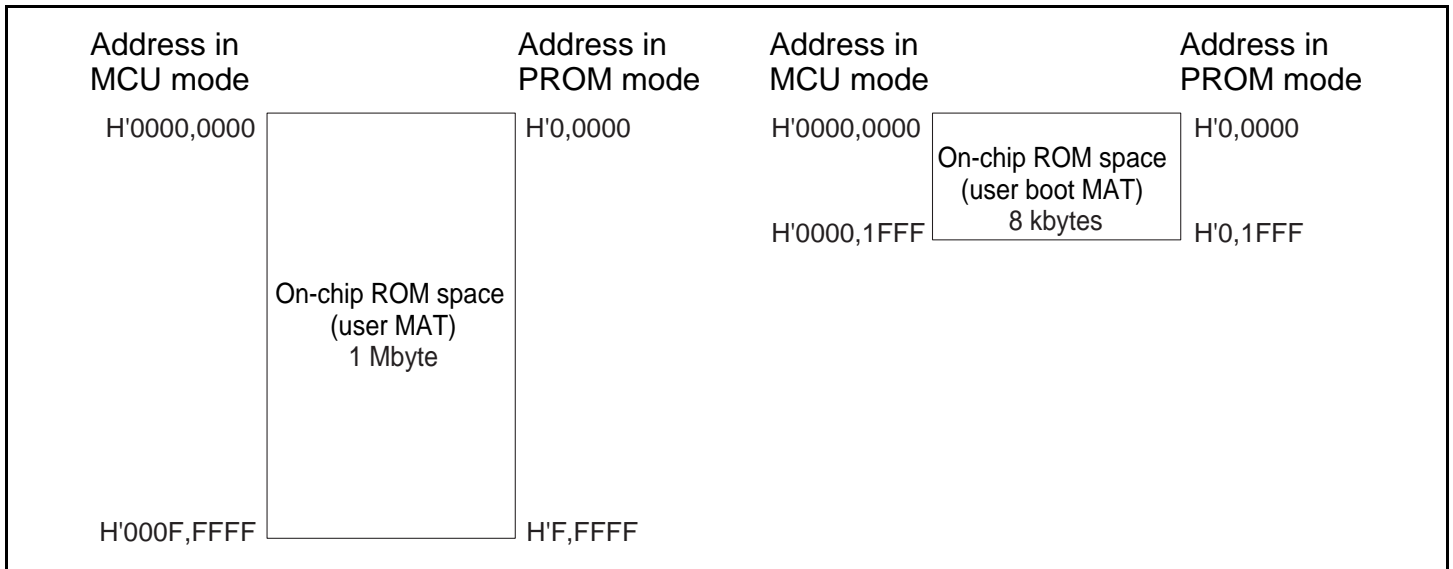 Address in
MCU mode
Address in
PROM mode
H'0000,0000
H'0,0000
On-chip ROM space
(user MAT)
1 Mbyte
H'000F,FFFF
H'F,FFFF
Address in
MCU mode
Address in
PROM mode
H'0000,0000
H'0,0000
On-chip ROM space
(user boot MAT)
8 kbytes
H'0000,1FFF
H'0,1FFF